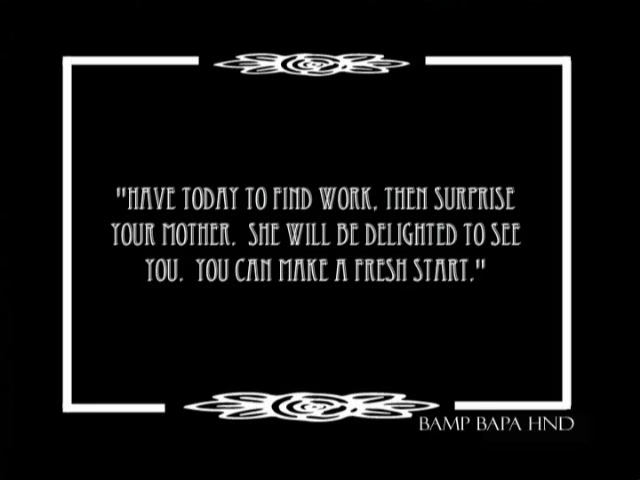 "HAVE TODAY TO FIND WORK, THEN SURPRISE
YOUR MOTHER. SHE WILL BE DELIGHTED TO SEE
YOU. YOU CAN MAKE A FRESH START."
BAMP BAPA HND